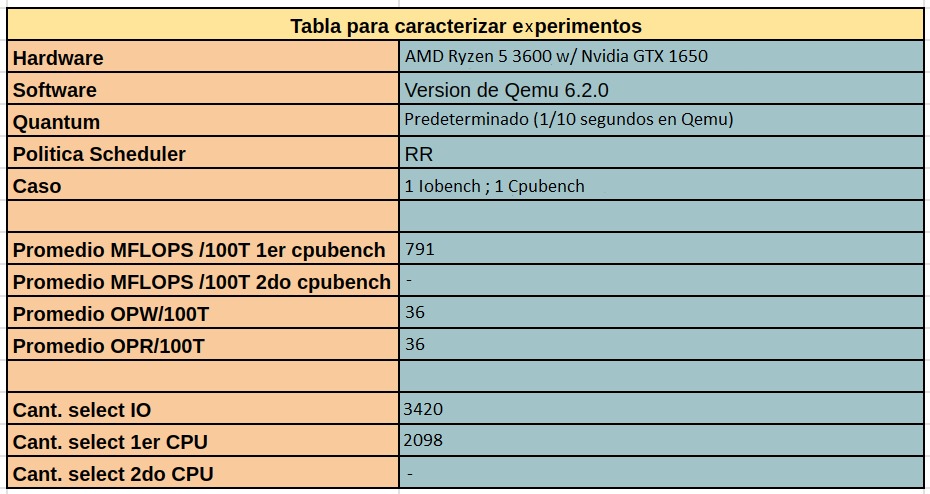 Tabla para caracterizar experimentos
Hardware AMD Ryzen 5 3600 w/ Nvidia GTX 1650
Software Version de Qemu 6.2.0
Quantum Predeterminado (1/10 segundos en Qemu)
Politica Scheduler RR
Caso 1 Iobench ; 1 Cpubench
Promedio MFLOPS /100T 1er cpubench 791
Promedio MFLOPS /100T 2do cpubench -
Promedio OPW/100T 36
Promedio OPR/100T 36
Cant. select IO 3420
Cant. select 1er CPU 2098
Cant. select 2do CPU -